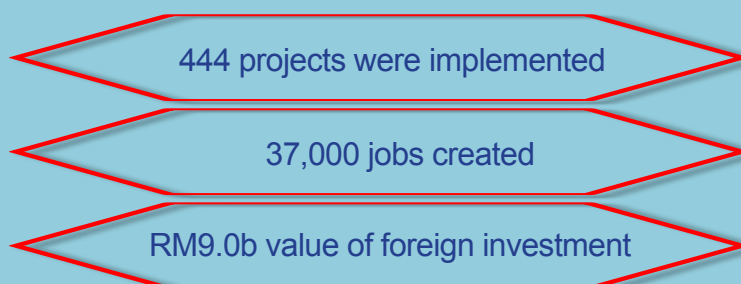 444 projects were implemented
37,000 jobs created
RM9.0b value of foreign investment